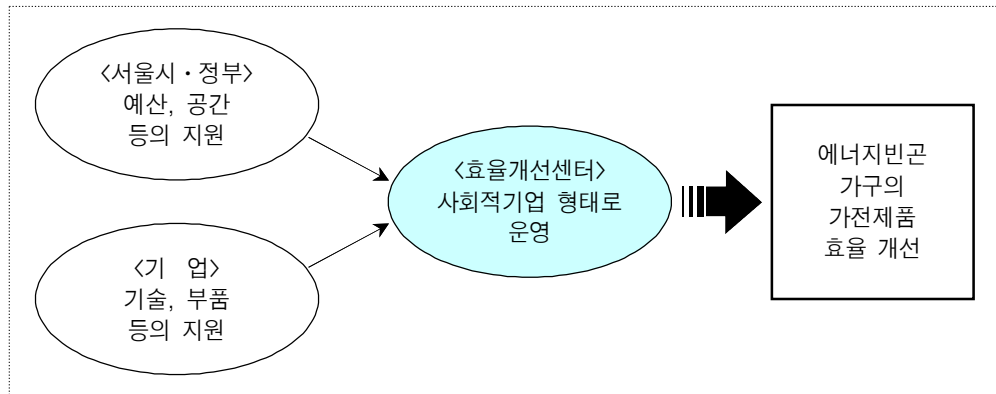 <서울시·정부>
예산, 공간
등의 지원
<기 업>
기술, 부품
등의 지원
<효율개선센터>
사회적기업 형태로
운영
에너지빈곤
가구의
가전제품
효율 개선